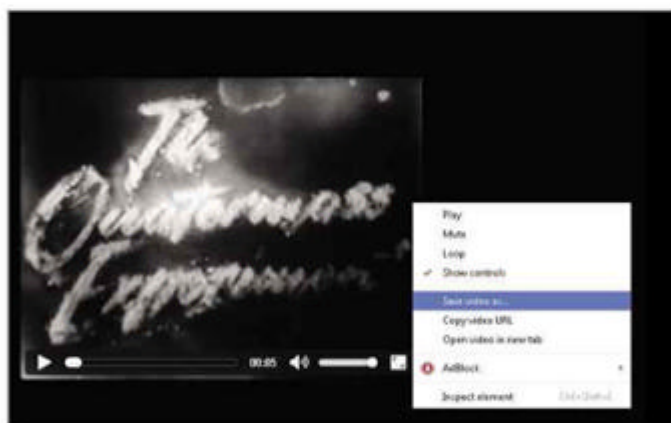 The
Quatermass
Experiment
00:05
Play
Mute
Loop
Show controls
Save video as...
Copy video URL
Open video in new tab
AdBlock
Inspect element